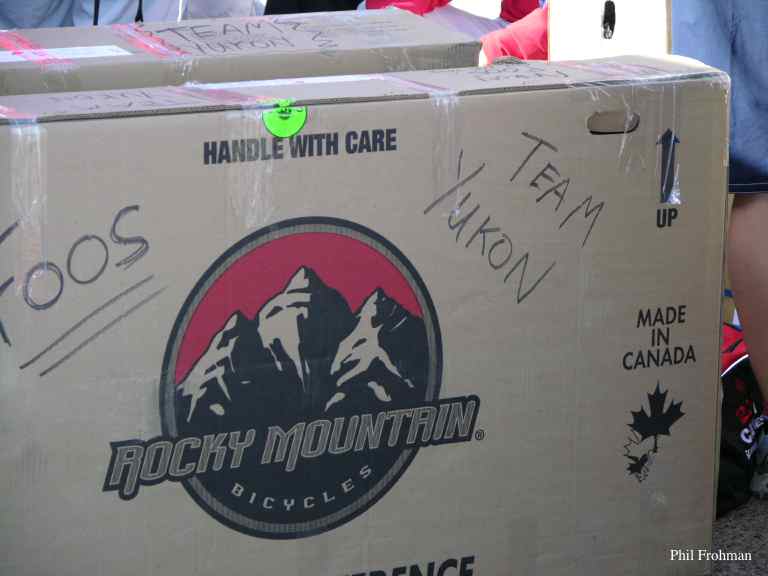 TEAM
YUKON
HANDLE WITH CARE
TEAM
YUKON
UP
FOOS
MADE
IN
CANADA
ROCKY MOUNTAIN®
BICYCLES
Phil Frohman